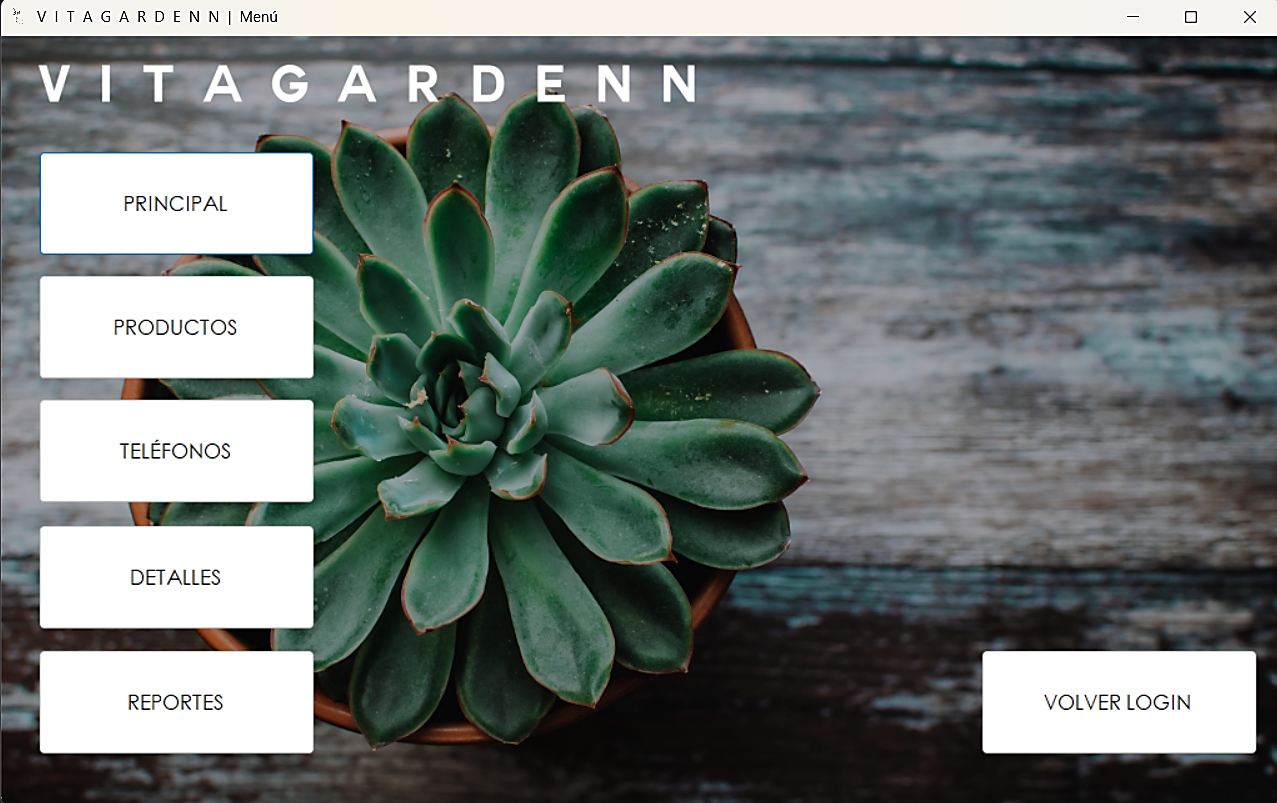 V I T A G A R D E N N | Menú
V I T A G A R D E N N
PRINCIPAL
PRODUCTOS
TELÉFONOS
DETALLES
REPORTES
VOLVER LOGIN